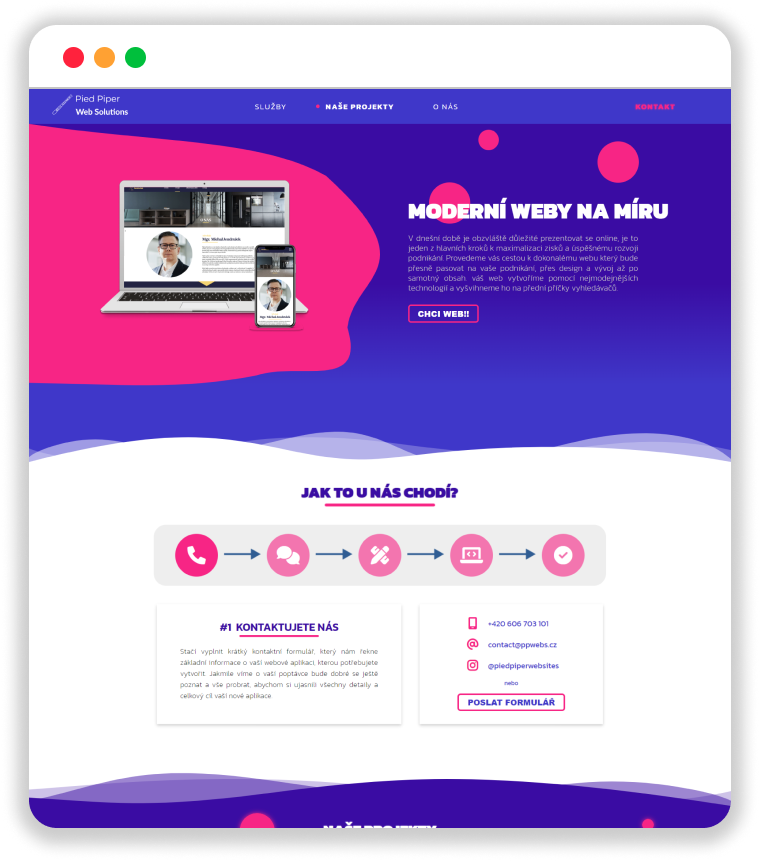 Pied Piper
Web Solutions
SLUŽBY
NAŠE PROJEKTY
O NÁS
KONTAKT
MODERNÍ WEBY NA MÍRU
V dnešní době je obzvláště důležité prezentovat se online, je to
jeden z hlavních kroků k maximalizaci zisků a úspěšnému rozvoji
podnikání. Provedeme vás cestou k dokonalému webu který bude
přesně pasovat na vaše podnikání, přes design a vývoj až po
samotný obsah. váš web vytvoříme pomocí nejmodernějších
technologií a vyšvihneme ho na přední příčky vyhledávačů.
CHCI WEB!!
JAK TO U NÁS CHODÍ?
#1 KONTAKTUJETE NÁS
Stačí vyplnit krátký kontaktní formulář, který nám řekne
základní informace o vaší webové aplikaci, kterou potřebujete
vytvořit. Jakmile víme o vaší poptávce bude dobré se ještě
poznat a vše probrat, abychom si ujasnili všechny detaily a
celkový cíl vaší nové aplikace
+420 606 703 101
contact@ppwebs.cz
@piedpiperwebsites
nebo
POSLAT FORMULÁŘ
NAŠE PROJEKTY